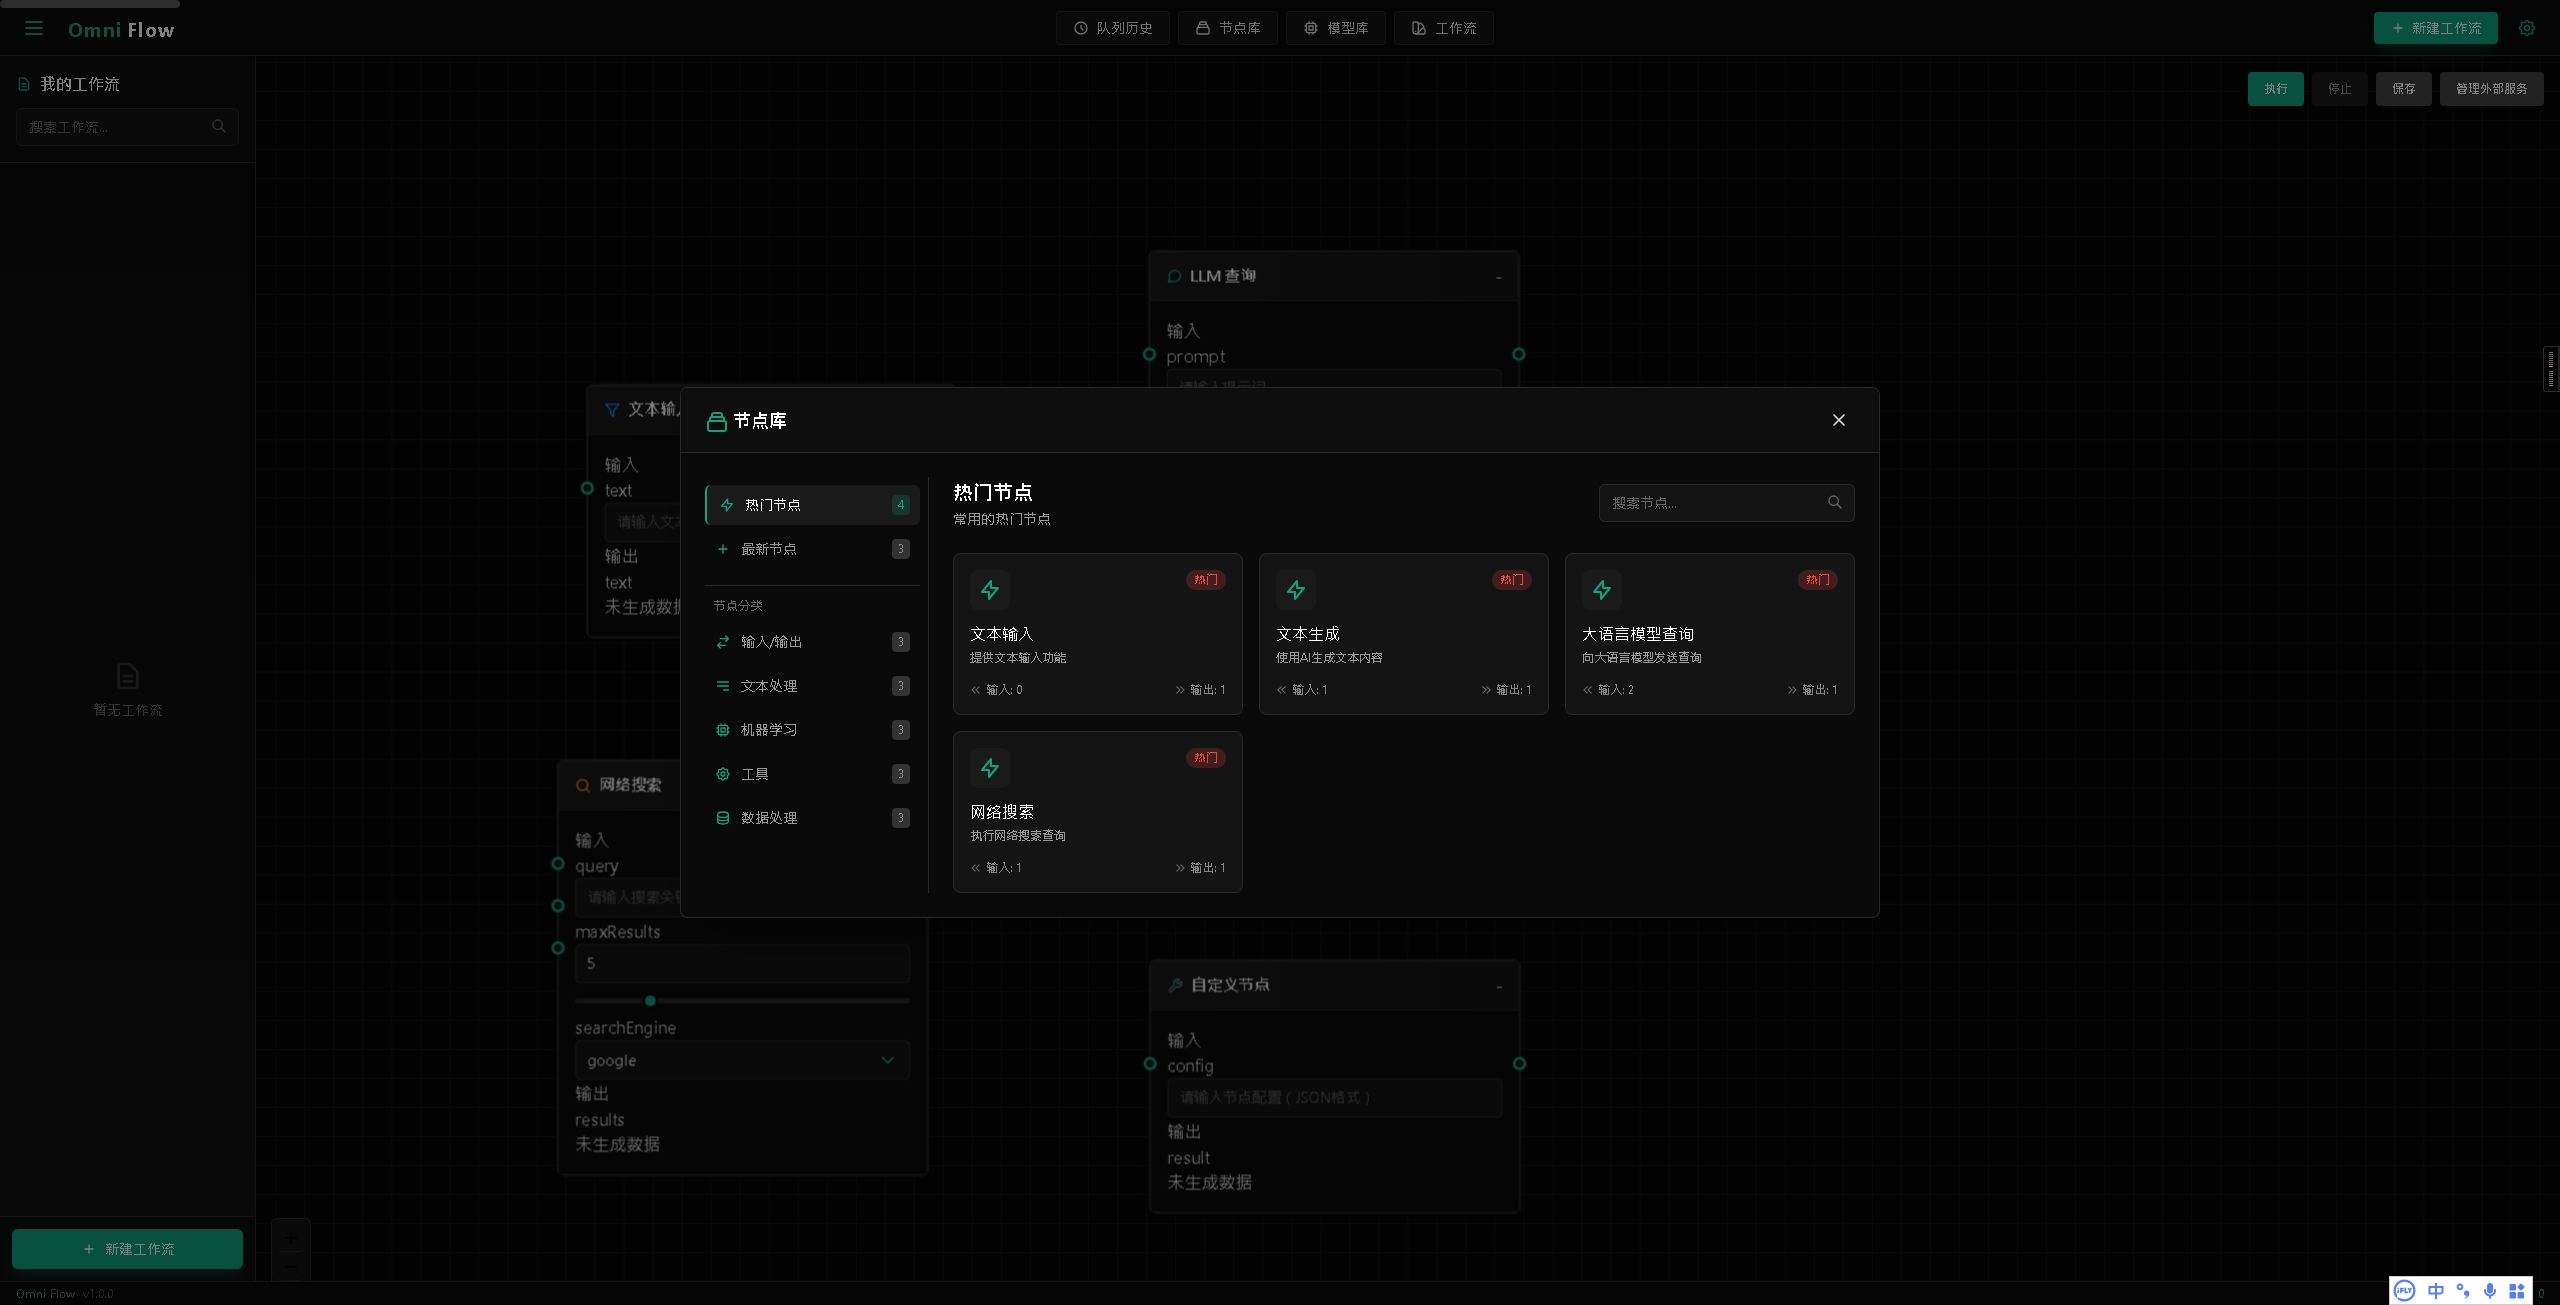 Omni Flow
队列历史
节点库
模型库
工作流
新建工作流
我的工作流
搜索工作流...
执行
停止
保存
管理外部服务
LLM 查询
-
输入
prompt
文本输
输入
text
请输入文
输出
text
未生成数据
暂无工作流
节点库
热门节点 4
最新节点 3
节点分类
输入/输出 3
文本处理 3
机器学习 3
工具 3
数据处理 3
热门节点
常用的热门节点
搜索节点...
热门
文本输入
提供文本输入功能
« 输入: 0 » 输出: 1
热门
文本生成
使用AI生成文本内容
« 输入: 1 » 输出: 1
热门
大语言模型查询
向大语言模型发送查询
« 输入: 2 » 输出: 1
热门
网络搜索
执行网络搜索查询
« 输入: 1 » 输出: 1
网络搜索
输入
query
请输入搜索关
maxResults
5
searchEngine
google
输出
results
未生成数据
自定义节点
-
输入
config
请输入节点配置 ( JSON格式 )
输出
result
未生成数据
新建工作流
Omni Flow v1.0.0
iFLY
中
0